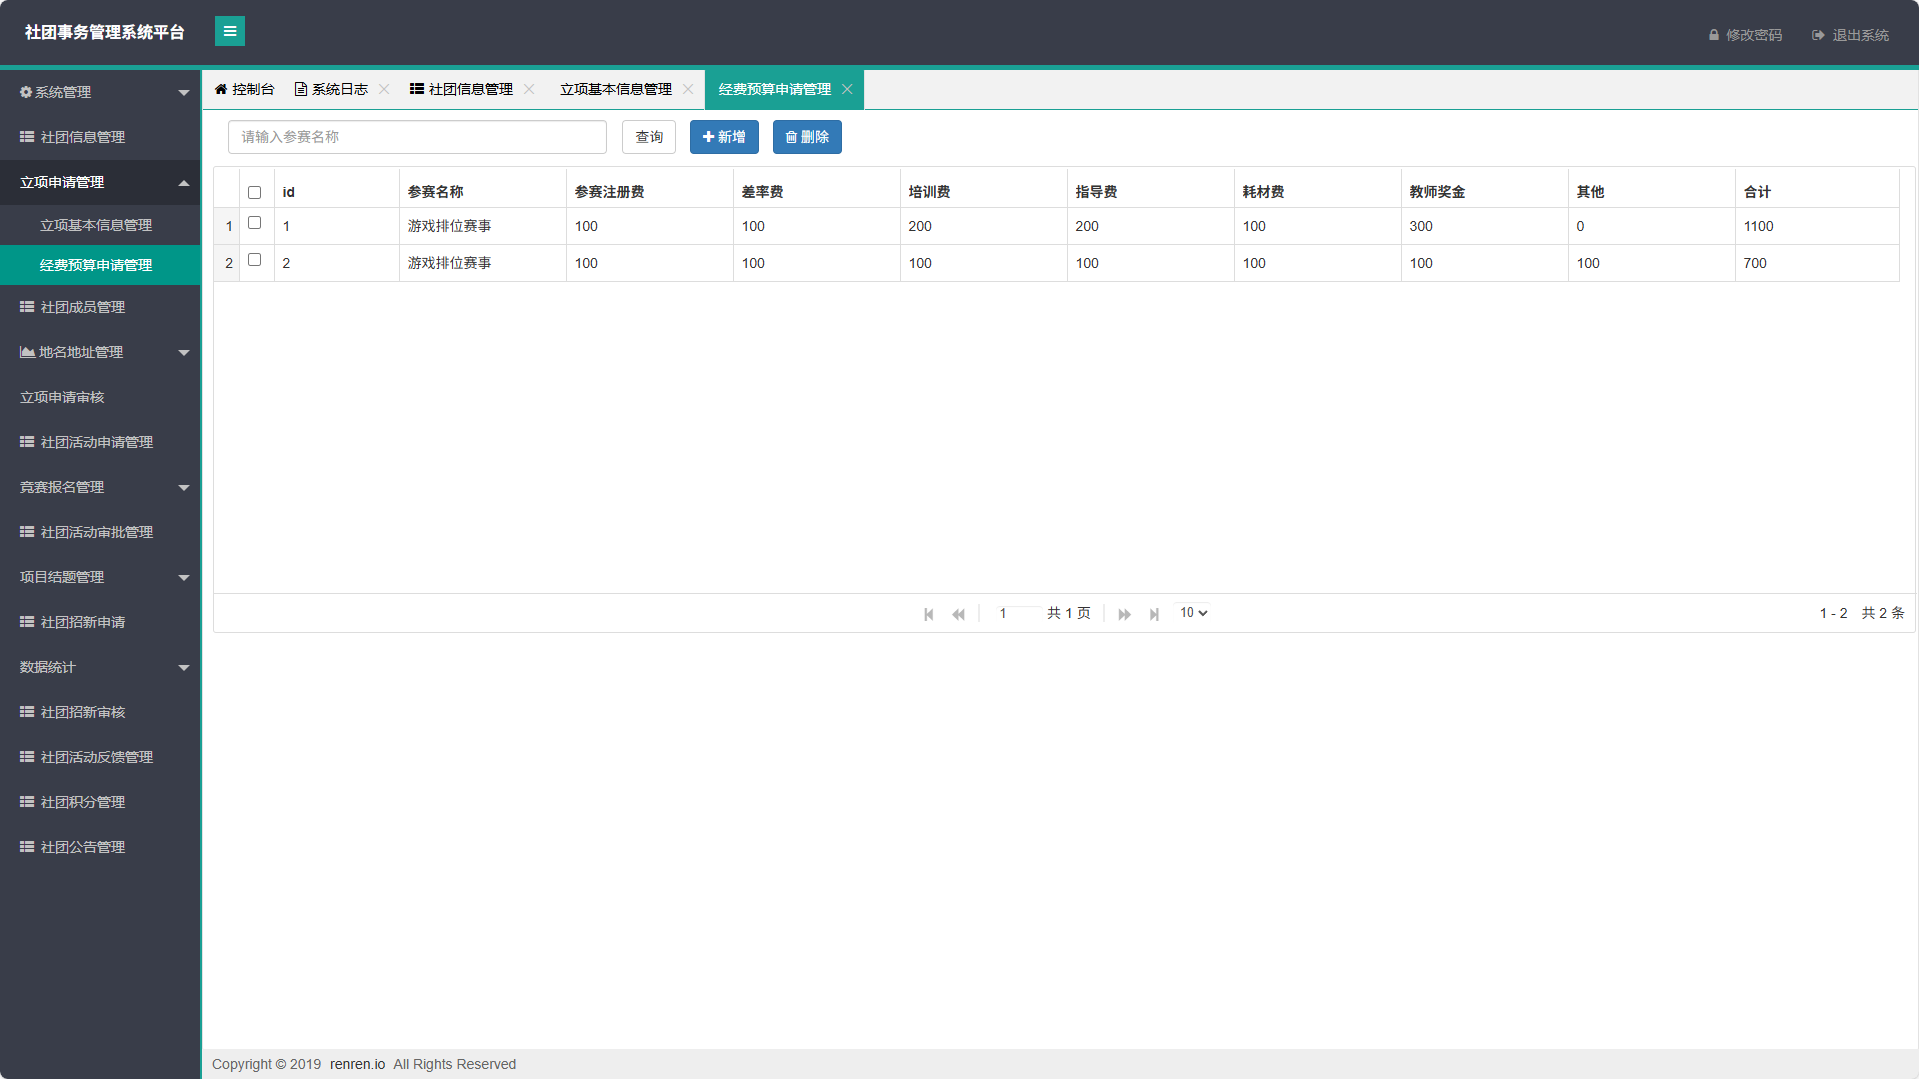 社团事务管理系统平台
修改密码 退出系统
系统管理
社团信息管理
立项申请管理
立项基本信息管理
经费预算申请管理
社团成员管理
地名地址管理
立项申请审核
社团活动申请管理
竞赛报名管理
社团活动审批管理
项目结题管理
社团招新申请
数据统计
社团招新审核
社团活动反馈管理
社团积分管理
社团公告管理
控制台 系统日志 社团信息管理 立项基本信息管理 经费预算申请管理
请输入参赛名称 查询 新增 删除
id 参赛名称 参赛注册费 差率费 培训费 指导费 耗材费 教师奖金 其他 合计
1 1 游戏排位赛事 100 100 200 200 100 300 0 1100
2 2 游戏排位赛事 100 100 100 100 100 100 100 700
1 共 1 页 10 1 - 2 共 2 条
Copyright © 2019 renren.io All Rights Reserved